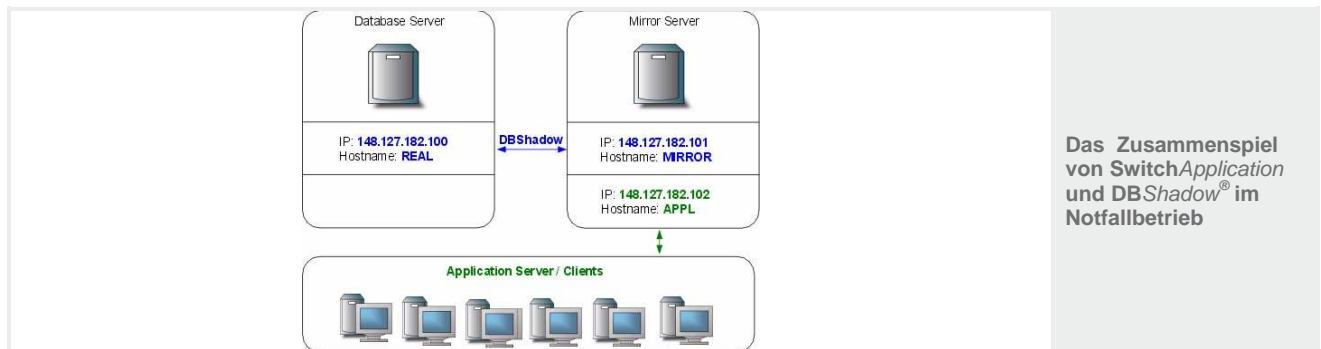 Database Server
Mirror Server
IP: 148.127.182.100
Hostname: REAL
DBShadow
IP: 148.127.182.101
Hostname: MIRROR
IP: 148.127.182.102
Hostname: APPL
Application Server / Clients
Das Zusammenspiel
von SwitchApplication
und DBShadow® im
Notfallbetrieb